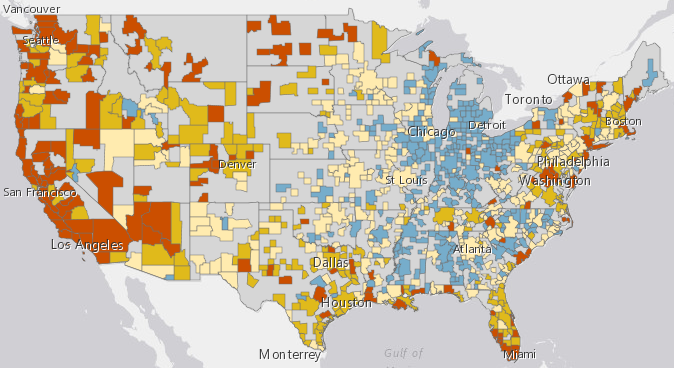 Vancouver
Seattle
Ottawa
Toronto
Boston
Chicago
Detroit
Philadelphia
Denver
St Louis
Washington
San Francisco
Los Angeles
Atlanta
Dallas
Houston
Monterrey
Gulf of
Miami